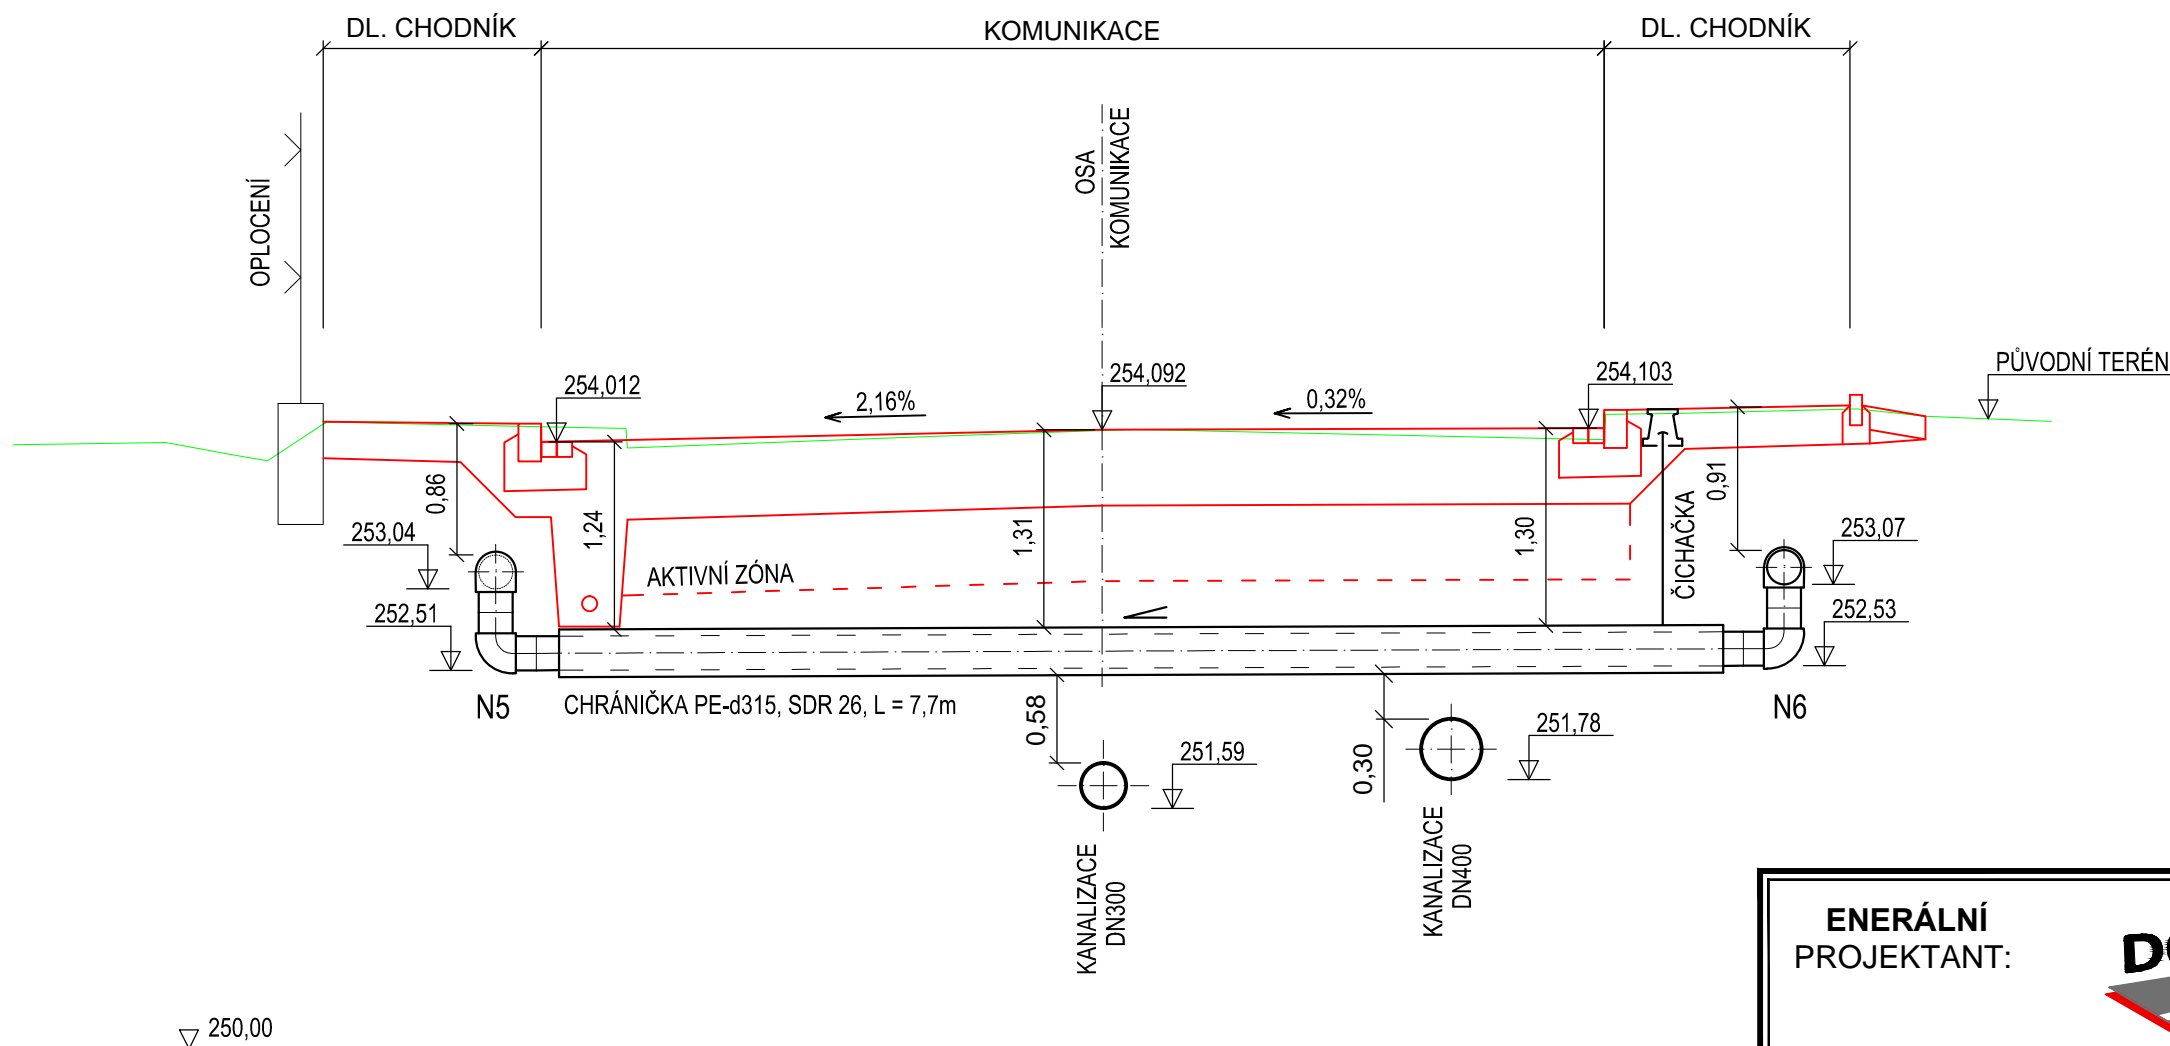 DL. CHODNÍK
KOMUNIKACE
DL. CHODNÍK
OPLOCENÍ
OSA
KOMUNIKACE
PŮVODNÍ TERÉN
254,012
2,16%
254,092
0,32%
254,103
0,86
1,24
1,31
1,30
0,91
ČICHAČKA
253,04
253,07
AKTIVNÍ ZÓNA
252,51
252,53
N5
CHRÁNIČKA PE-d315, SDR 26, L = 7,7m
N6
0,58
0,30
251,59
251,78
KANALIZACE
DN300
KANALIZACE
DN400
ENERÁLNÍ
PROJEKTANT:
250,00